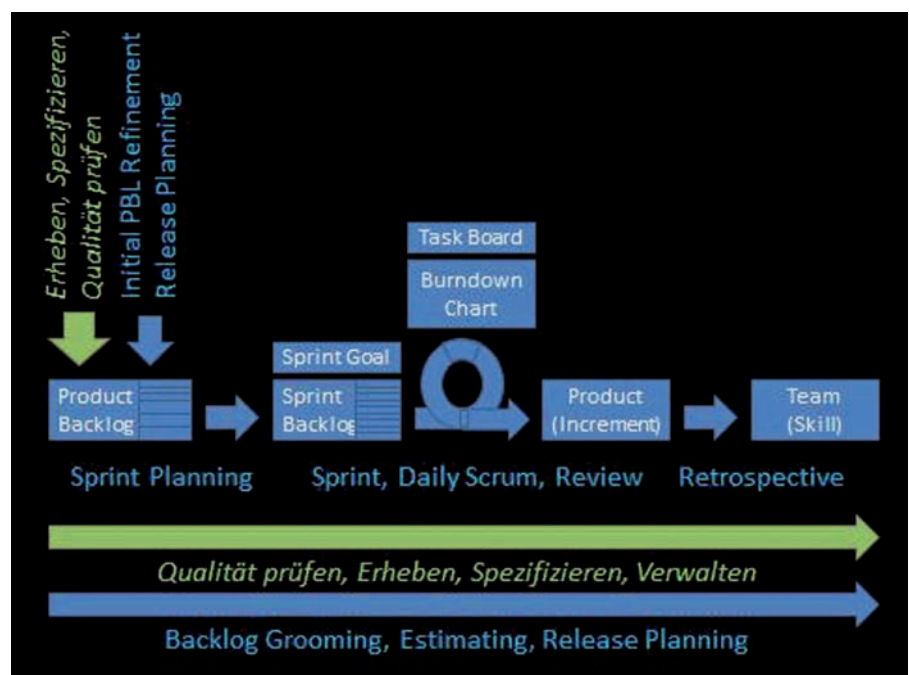 Erheben, Spezifizieren,
Qualität prüfen
Initial PBL Refinement
Release Planning
Task Board
Burndown
Chart
Sprint Goal
Product
Backlog
Sprint
Backlog
Product
(Increment)
Team
(Skill)
Sprint Planning
Sprint, Daily Scrum, Review
Retrospective
Qualität prüfen, Erheben, Spezifizieren, Verwalten
Backlog Grooming, Estimating, Release Planning